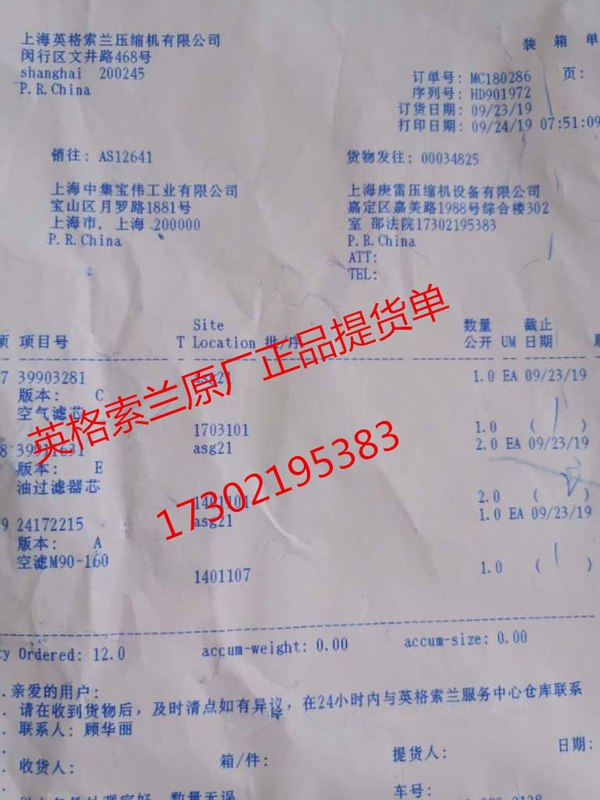 上海英格索兰压缩机有限公司
闵行区文井路468号
shanghai 200245
P.R.China
装 箱 单
订单号: MC180286 页:
序列号: HD901972
订货日期: 09/23/19
打印日期: 09/24/19 07:51:09
销往: AS12641
上海中集宝伟工业有限公司
宝山区月罗路1881号
上海市, 上海 200000
P.R.China
货物发往: 00034825
上海庚雷压缩机设备有限公司
嘉定区嘉美路1988号综合楼302
室 邵法院17302195383
P.R.China
ATT:
TEL:
Site 数量 截止
项目号 T Location 批/序 公开 UM 日期
7 39903281 asg21 1.0 EA 09/23/19
版本: C
空气滤芯
1703101 1.0 ( )
asg21 2.0 EA 09/23/19
版本: E
油过滤器芯
2.0 ( )
9 24172215 asg21 1.0 EA 09/23/19
版本: A
空滤M90-160
1401107 1.0 ( )
Ordered: 12.0 accum-weight: 0.00 accum-size: 0.00
亲爱的用户:
请在收到货物后, 及时清点如有异议, 在24小时内与英格索兰服务中心仓库联系
联系人: 顾华丽
收货人: 箱/件: 提货人: 日期:
车号:
英格索兰原厂正品提货单
17302195383